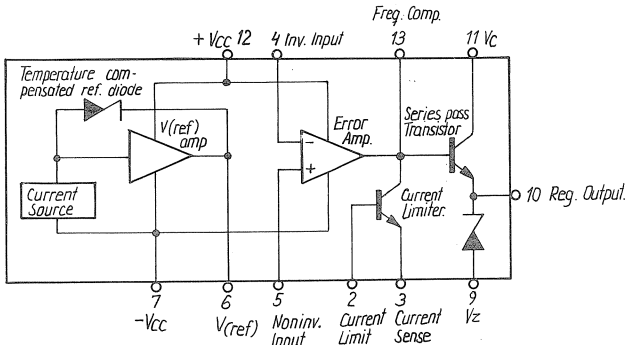 Freq. Comp.
+ Vcc 12
4 Inv. Input
13
11 Vc
Temperature com-
pensated ref. diode
V(ref)
amp
Error
Amp.
Series pass
Transistor
-
+
Current
Source
Current
Limiter.
10 Reg. Output.
7
6
5
2
3
9
-Vcc
V(ref)
Noninv.
Input
Current
Limit
Current
Sense
Vz